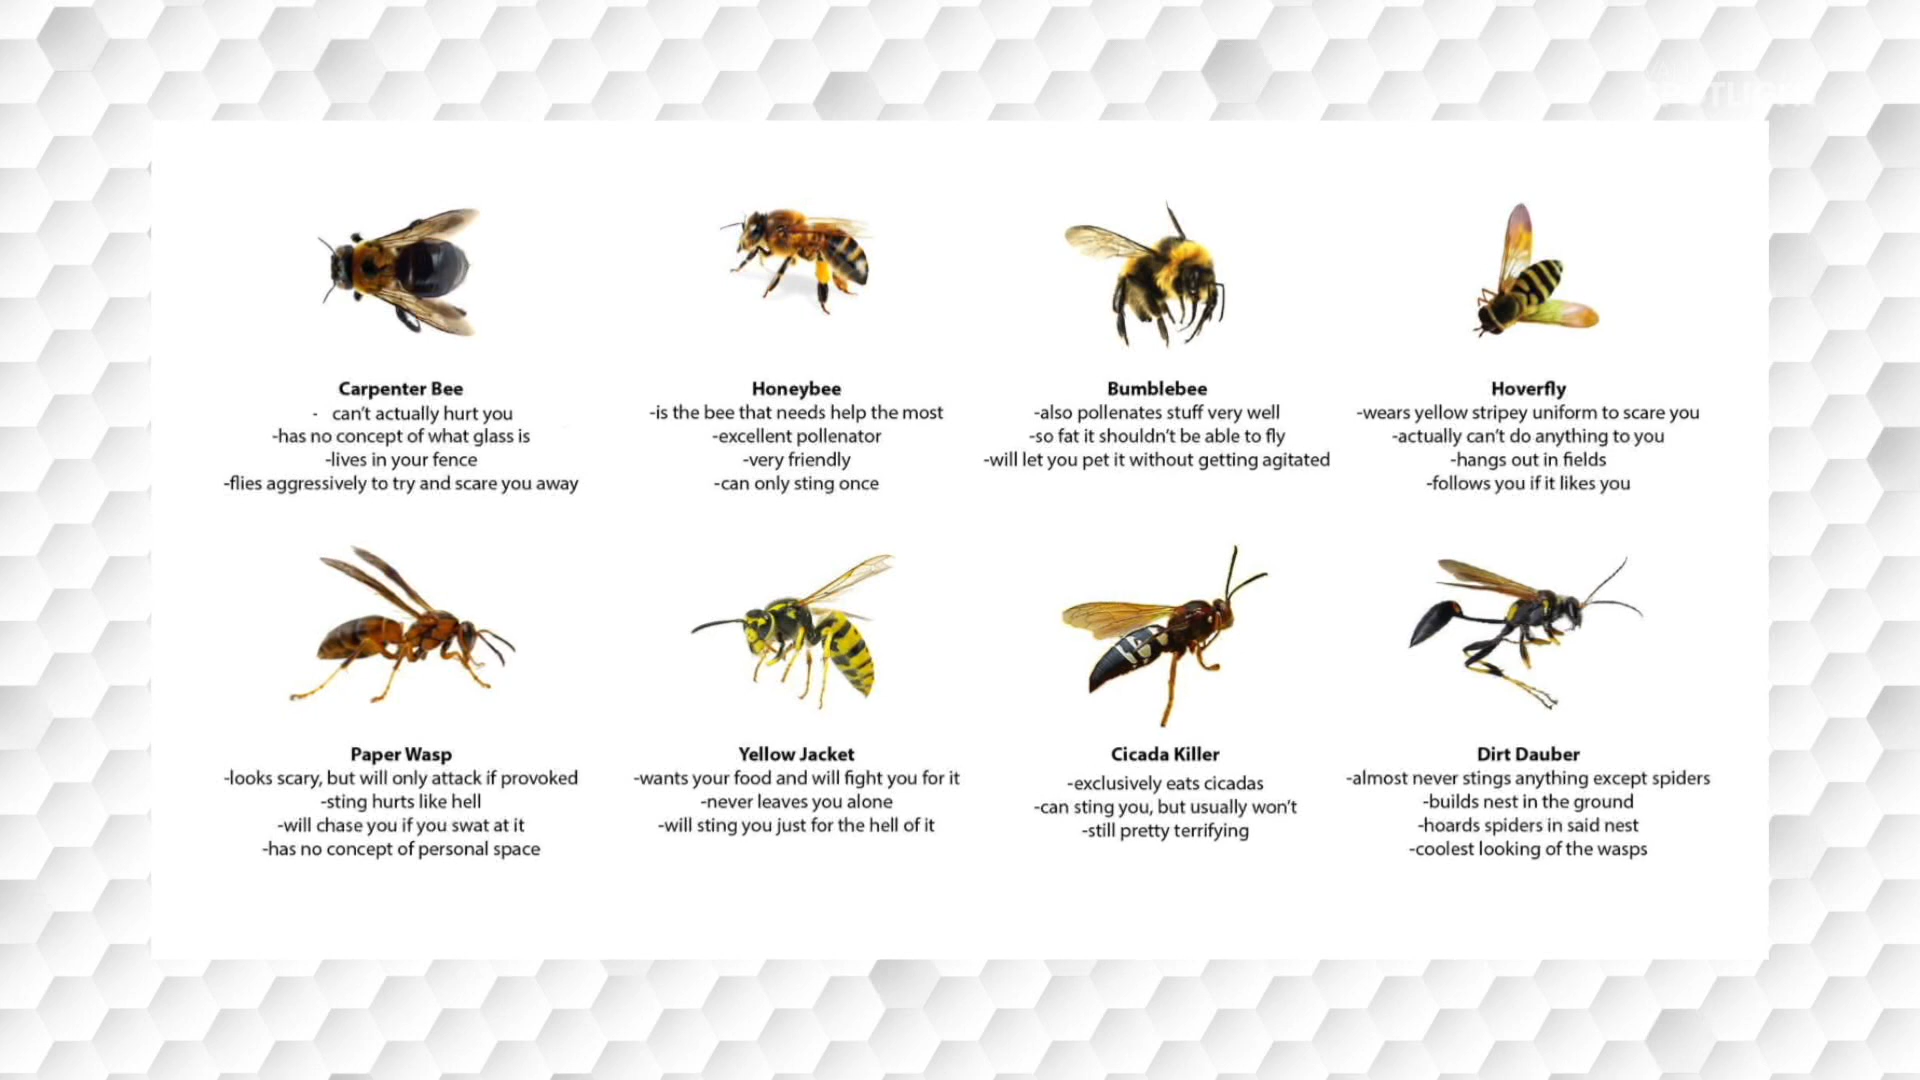 Carpenter Bee
- can't actually hurt you
-has no concept of what glass is
-lives in your fence
-flies aggressively to try and scare you away
Honeybee
-is the bee that needs help the most
-excellent pollenator
-very friendly
-can only sting once
Bumblebee
-also pollenates stuff very well
-so fat it shouldn't be able to fly
-will let you pet it without getting agitated
Hoverfly
-wears yellow stripey uniform to scare you
-actually can't do anything to you
-hangs out in fields
-follows you if it likes you
Paper Wasp
-looks scary, but will only attack if provoked
-sting hurts like hell
-will chase you if you swat at it
-has no concept of personal space
Yellow Jacket
-wants your food and will fight you for it
-never leaves you alone
-will sting you just for the hell of it
Cicada Killer
-exclusively eats cicadas
-can sting you, but usually won't
-still pretty terrifying
Dirt Dauber
-almost never stings anything except spiders
-builds nest in the ground
-hoards spiders in said nest
-coolest looking of the wasps